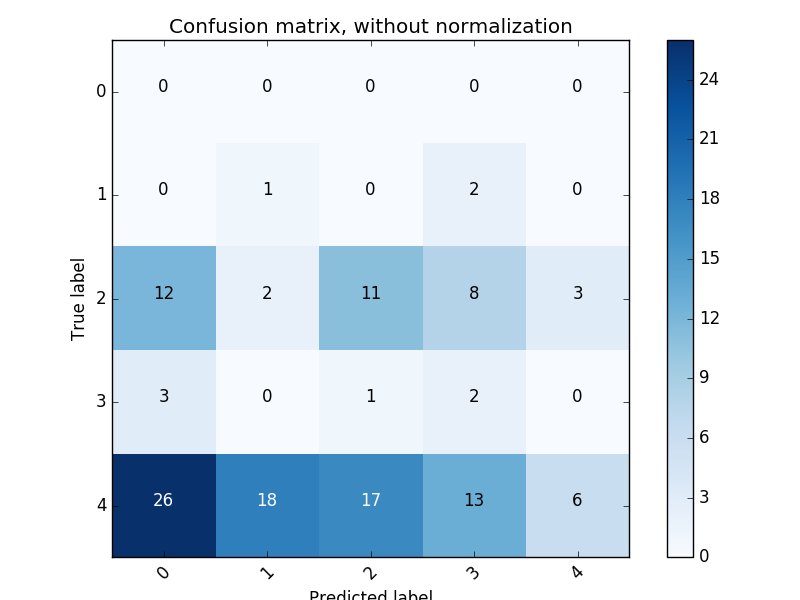 Confusion matrix, without normalization
0 0 0 0 0 0
1 0 1 0 2 0
2 12 2 11 8 3
3 3 0 1 2 0
4 26 18 17 13 6
True label
0 1 2 3 4
Predicted label
24
21
18
15
12
9
6
3
0